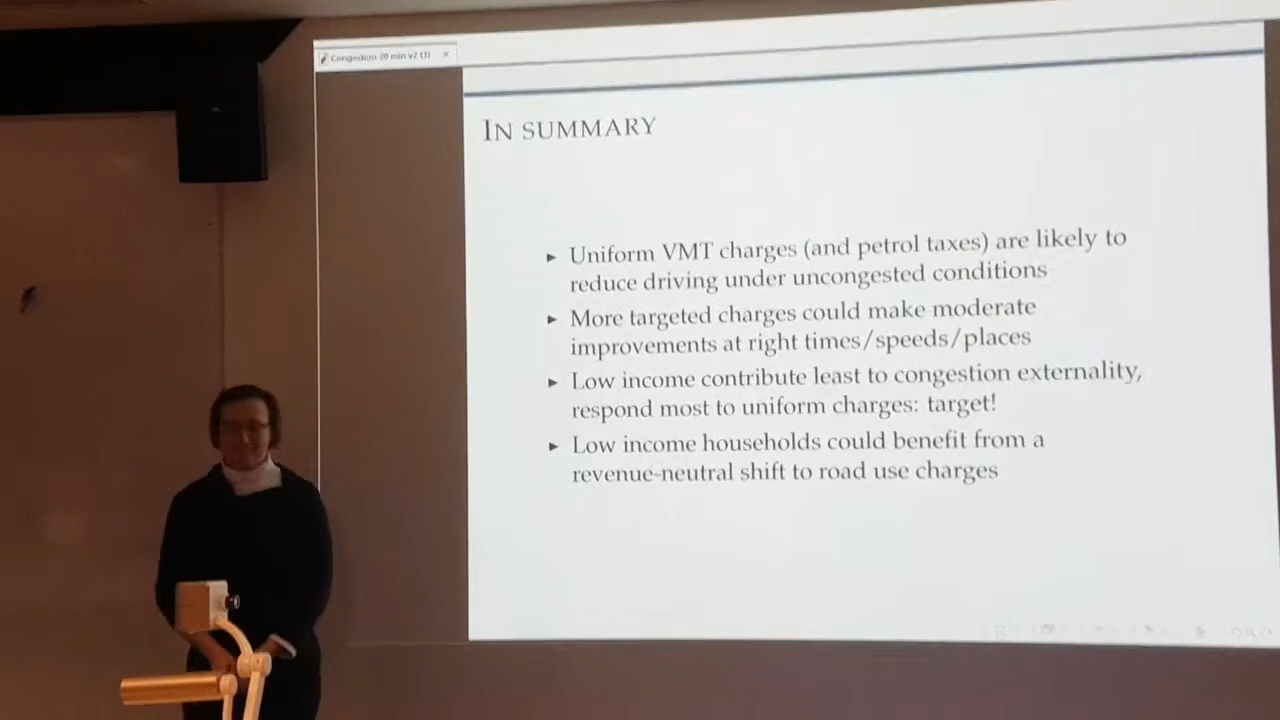 Congestion 20 min v2 (3) ×
IN SUMMARY
► Uniform VMT charges (and petrol taxes) are likely to
reduce driving under uncongested conditions
► More targeted charges could make moderate
improvements at right times/speeds/places
► Low income contribute least to congestion externality,
respond most to uniform charges: target!
► Low income households could benefit from a
revenue-neutral shift to road use charges